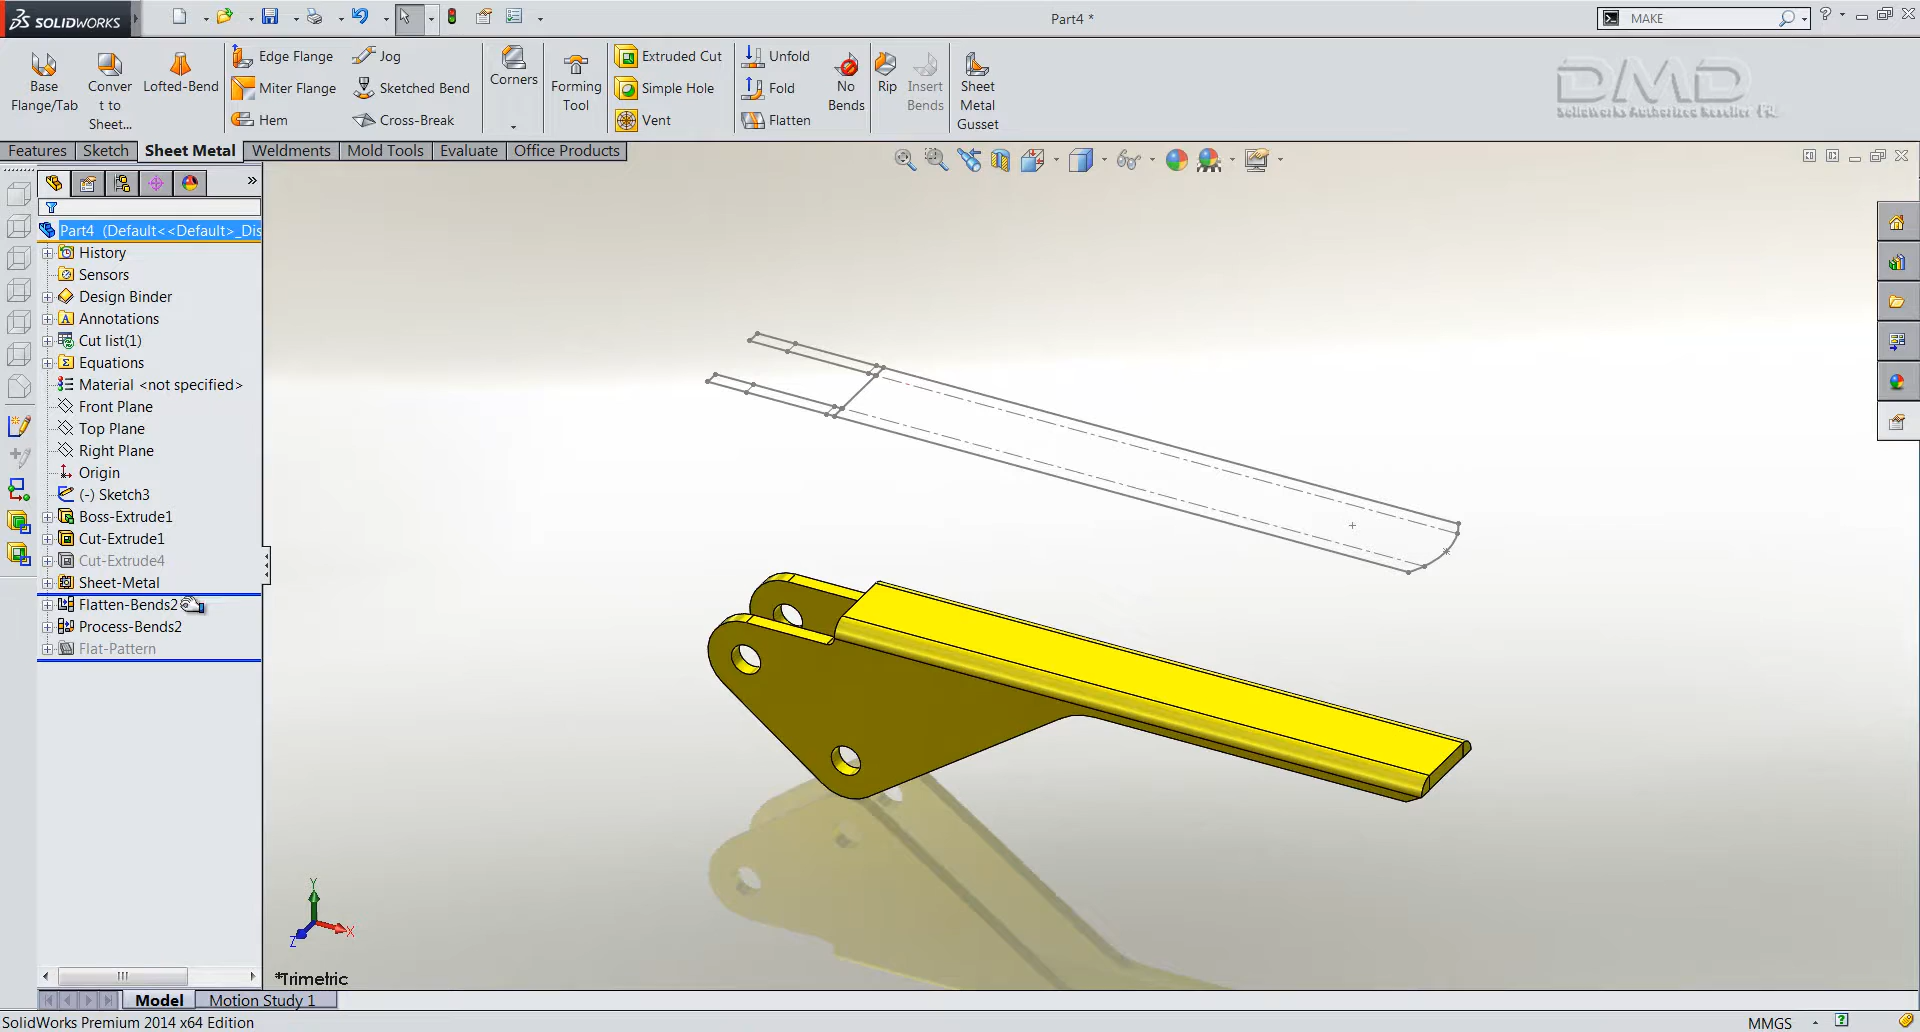 SOLIDWORKS
Part4 *
MAKE
Base
Flange/Tab
Conver
t to
Sheet...
Lofted-Bend
Edge Flange
Miter Flange
Hem
Jog
Sketched Bend
Cross-Break
Corners
Forming
Tool
Extruded Cut
Simple Hole
Vent
Unfold
Fold
Flatten
No
Bends
Rip
Insert
Bends
Sheet
Metal
Gusset
DMD
SolidWorks Authorized Reseller
Features
Sketch
Sheet Metal
Weldments
Mold Tools
Evaluate
Office Products
Part4 (Default<<Default>_Dis
History
Sensors
Design Binder
Annotations
Cut list(1)
Equations
Material <not specified>
Front Plane
Top Plane
Right Plane
Origin
(-) Sketch3
Boss-Extrude1
Cut-Extrude1
Cut-Extrude4
Sheet-Metal
Flatten-Bends2
Process-Bends2
Flat-Pattern
Y
X
Z
*Trimetric
Model
Motion Study 1
SolidWorks Premium 2014 x64 Edition
MMGS